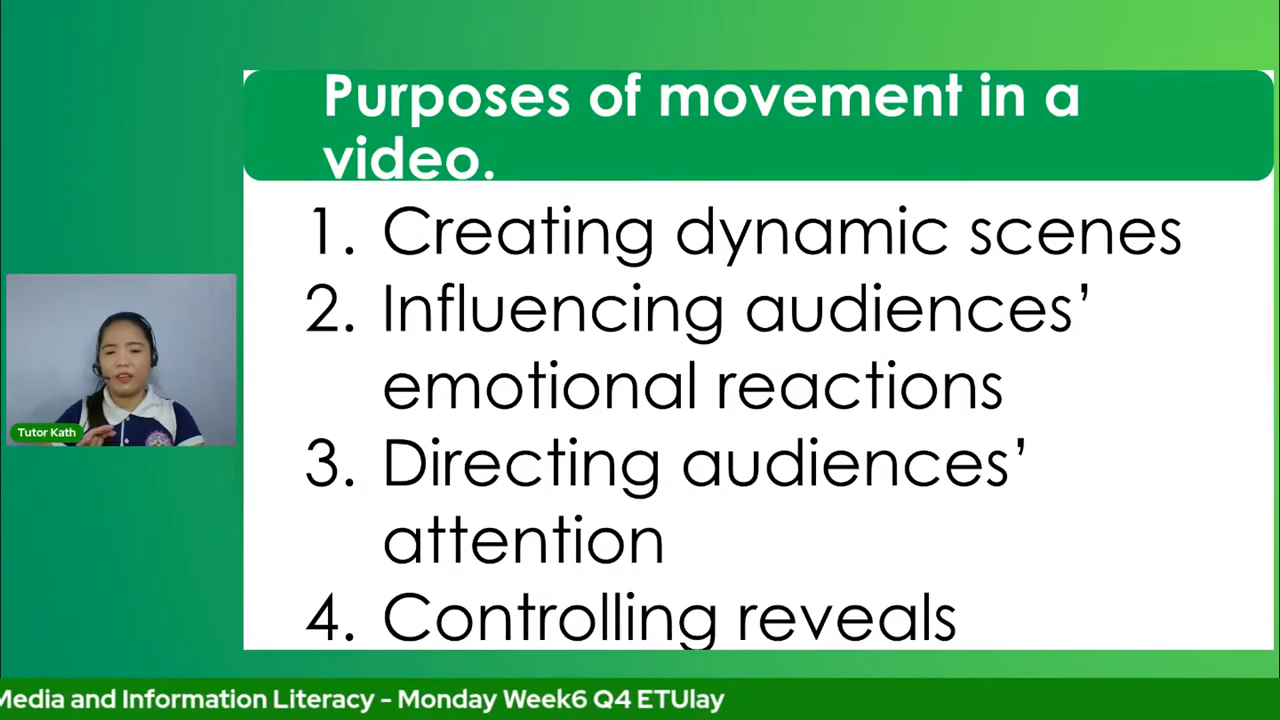 Purposes of movement in a
video.
1. Creating dynamic scenes
2. Influencing audiences’
emotional reactions
3. Directing audiences’
attention
4. Controlling reveals
Tutor Kath
Media and Information Literacy - Monday Week6 Q4 ETUlay